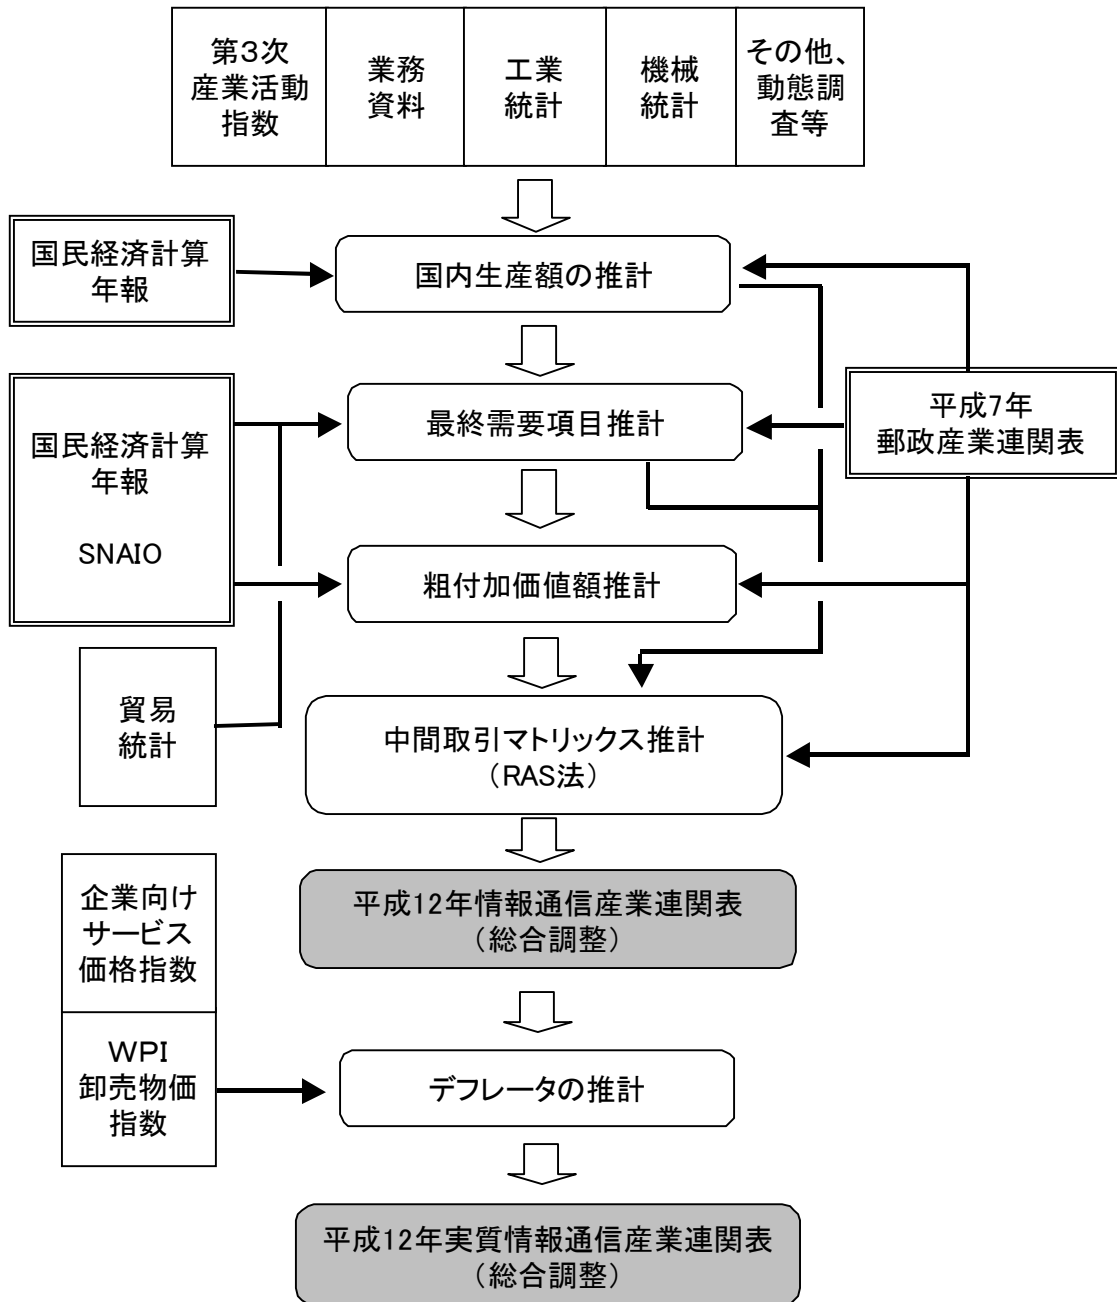 第3次
産業活動
指数
業務
資料
工業
統計
機械
統計
その他、
動態調
査等
国民経済計算
年報
国内生産額の推計
国民経済計算
年報
SNAIO
最終需要項目推計
平成7年
郵政産業連関表
粗付加価値額推計
貿易
統計
中間取引マトリックス推計
（RAS法）
企業向け
サービス
価格指数
平成12年情報通信産業連関表
（総合調整）
WPI
卸売物価
指数
デフレータの推計
平成12年実質情報通信産業連関表
（総合調整）